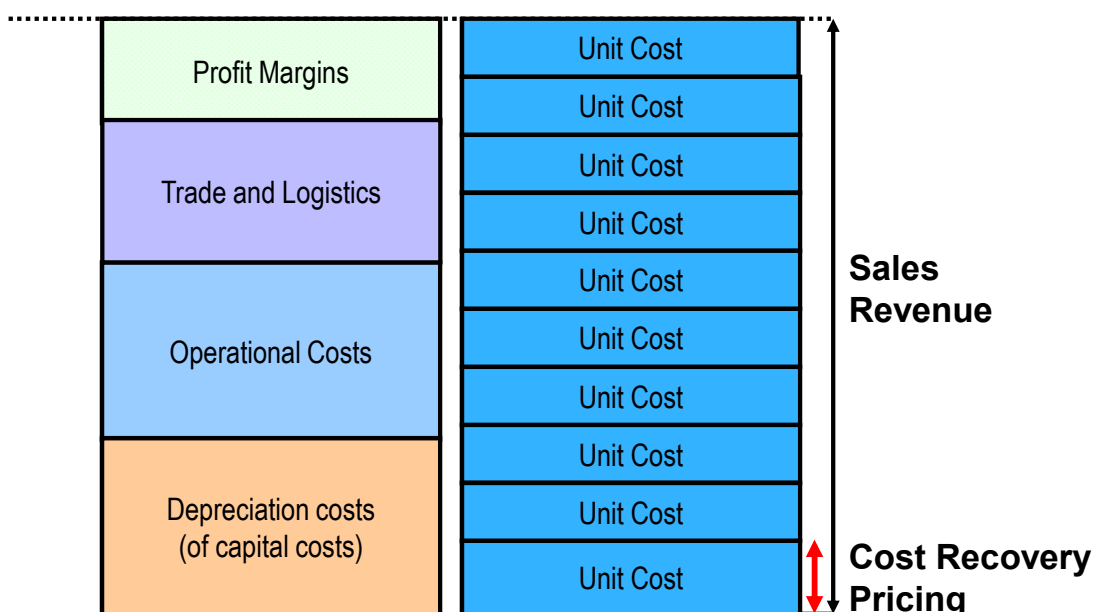 Profit Margins
Trade and Logistics
Operational Costs
Depreciation costs
(of capital costs)
Unit Cost
Unit Cost
Unit Cost
Unit Cost
Unit Cost
Unit Cost
Unit Cost
Unit Cost
Unit Cost
Unit Cost
Sales
Revenue
Cost Recovery
Pricing